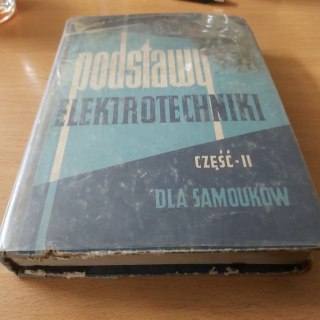 podstawy
ELEKTROTECHNIKI
CZĘŚĆ-II
DLA SAMOUKÓW